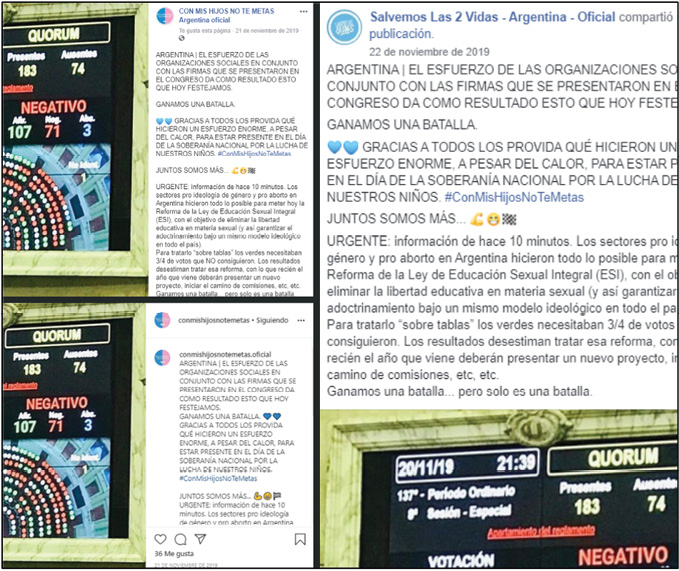 QUORUM
Presentes
Ausentes
183
74
NEGATIVO
Afir.
Neg.
Abs.
107
71
3
CON MIS HIJOS NO TE METAS
Argentina oficial
Te gusta esta página · 21 de noviembre de 2019
ARGENTINA | EL ESFUERZO DE LAS
ORGANIZACIONES SOCIALES EN CONJUNTO
CON LAS FIRMAS QUE SE PRESENTARON EN
EL CONGRESO DA COMO RESULTADO ESTO QUE HOY
FESTEJAMOS.
GANAMOS UNA BATALLA.
💙💙 GRACIAS A TODOS LOS PROVIDA QUÉ
HICIERON UN ESFUERZO ENORME, A PESAR
DEL CALOR, PARA ESTAR PRESENTE EN EL DÍA
DE LA SOBERANÍA NACIONAL POR LA LUCHA DE
NUESTROS NIÑOS. #ConMisHijosNoTeMetas
JUNTOS SOMOS MÁS... 💪😁🏁
URGENTE: información de hace 10 minutos. Los
sectores pro ideología de género y pro aborto en
Argentina hicieron todo lo posible para meter hoy la
Reforma de la Ley de Educación Sexual Integral
(ESI), con el objetivo de eliminar la libertad
educativa en materia sexual (y así garantizar el
adoctrinamiento bajo un mismo modelo ideológico
en todo el país).
Para tratarlo "sobre tablas" los verdes necesitaban
3/4 de votos que NO consiguieron. Los resultados
desestiman tratar esa reforma, con lo que recién el
año que viene deberán presentar un nuevo
proyecto, iniciar el camino de comisiones, etc, etc.
Ganamos una batalla... pero solo es una batalla
QUORUM
Presentes
Ausentes
183
74
el reglamento
NEGATIVO
Afir.
Neg.
Abs.
107
71
3
conmishijosnotemetas • Siguiendo
conmishijosnotemetas.oficial
ARGENTINA | EL ESFUERZO DE LAS
ORGANIZACIONES SOCIALES EN
CONJUNTO CON LAS FIRMAS QUE SE
PRESENTARON EN EL CONGRESO DA
COMO RESULTADO ESTO QUE HOY
FESTEJAMOS.
GANAMOS UNA BATALLA. 💙💙
GRACIAS A TODOS LOS PROVIDA
QUÉ HICIERON UN ESFUERZO
ENORME, A PESAR DEL CALOR, PARA
ESTAR PRESENTE EN EL DÍA DE LA
SOBERANÍA NACIONAL POR LA
LUCHA DE NUESTROS NIÑOS.
#ConMisHijosNoTeMetas
JUNTOS SOMOS MÁS... 💪😁🏁
URGENTE: información de hace 10
minutos. Los sectores pro ideología
de género y pro aborto en Argentina
36 Me gusta
21 DE NOVIEMBRE DE 2019
Salvemos Las 2 Vidas - Argentina - Oficial compartió
publicación.
22 de noviembre de 2019
ARGENTINA | EL ESFUERZO DE LAS ORGANIZACIONES SO
CONJUNTO CON LAS FIRMAS QUE SE PRESENTARON EN E
CONGRESO DA COMO RESULTADO ESTO QUE HOY FESTE
GANAMOS UNA BATALLA.
💙💙 GRACIAS A TODOS LOS PROVIDA QUÉ HICIERON UN
ESFUERZO ENORME, A PESAR DEL CALOR, PARA ESTAR P
EN EL DÍA DE LA SOBERANÍA NACIONAL POR LA LUCHA DE
NUESTROS NIÑOS. #ConMisHijosNoTeMetas
JUNTOS SOMOS MÁS... 💪😁🏁
URGENTE: información de hace 10 minutos. Los sectores pro id
género y pro aborto en Argentina hicieron todo lo posible para m
Reforma de la Ley de Educación Sexual Integral (ESI), con el ob
eliminar la libertad educativa en materia sexual (y así garantizar
adoctrinamiento bajo un mismo modelo ideológico en todo el pa
Para tratarlo "sobre tablas" los verdes necesitaban 3/4 de votos
consiguieron. Los resultados desestiman tratar esa reforma, con
recién el año que viene deberán presentar un nuevo proyecto, in
camino de comisiones, etc, etc.
Ganamos una batalla... pero solo es una batalla.
20/11/19
21:39
137° - Periodo Ordinario
8° Sesión - Especial
Apartamiento del reglamento
VOTACIÓN
QUORUM
Presentes
Ausentes
183
74
NEGATIVO